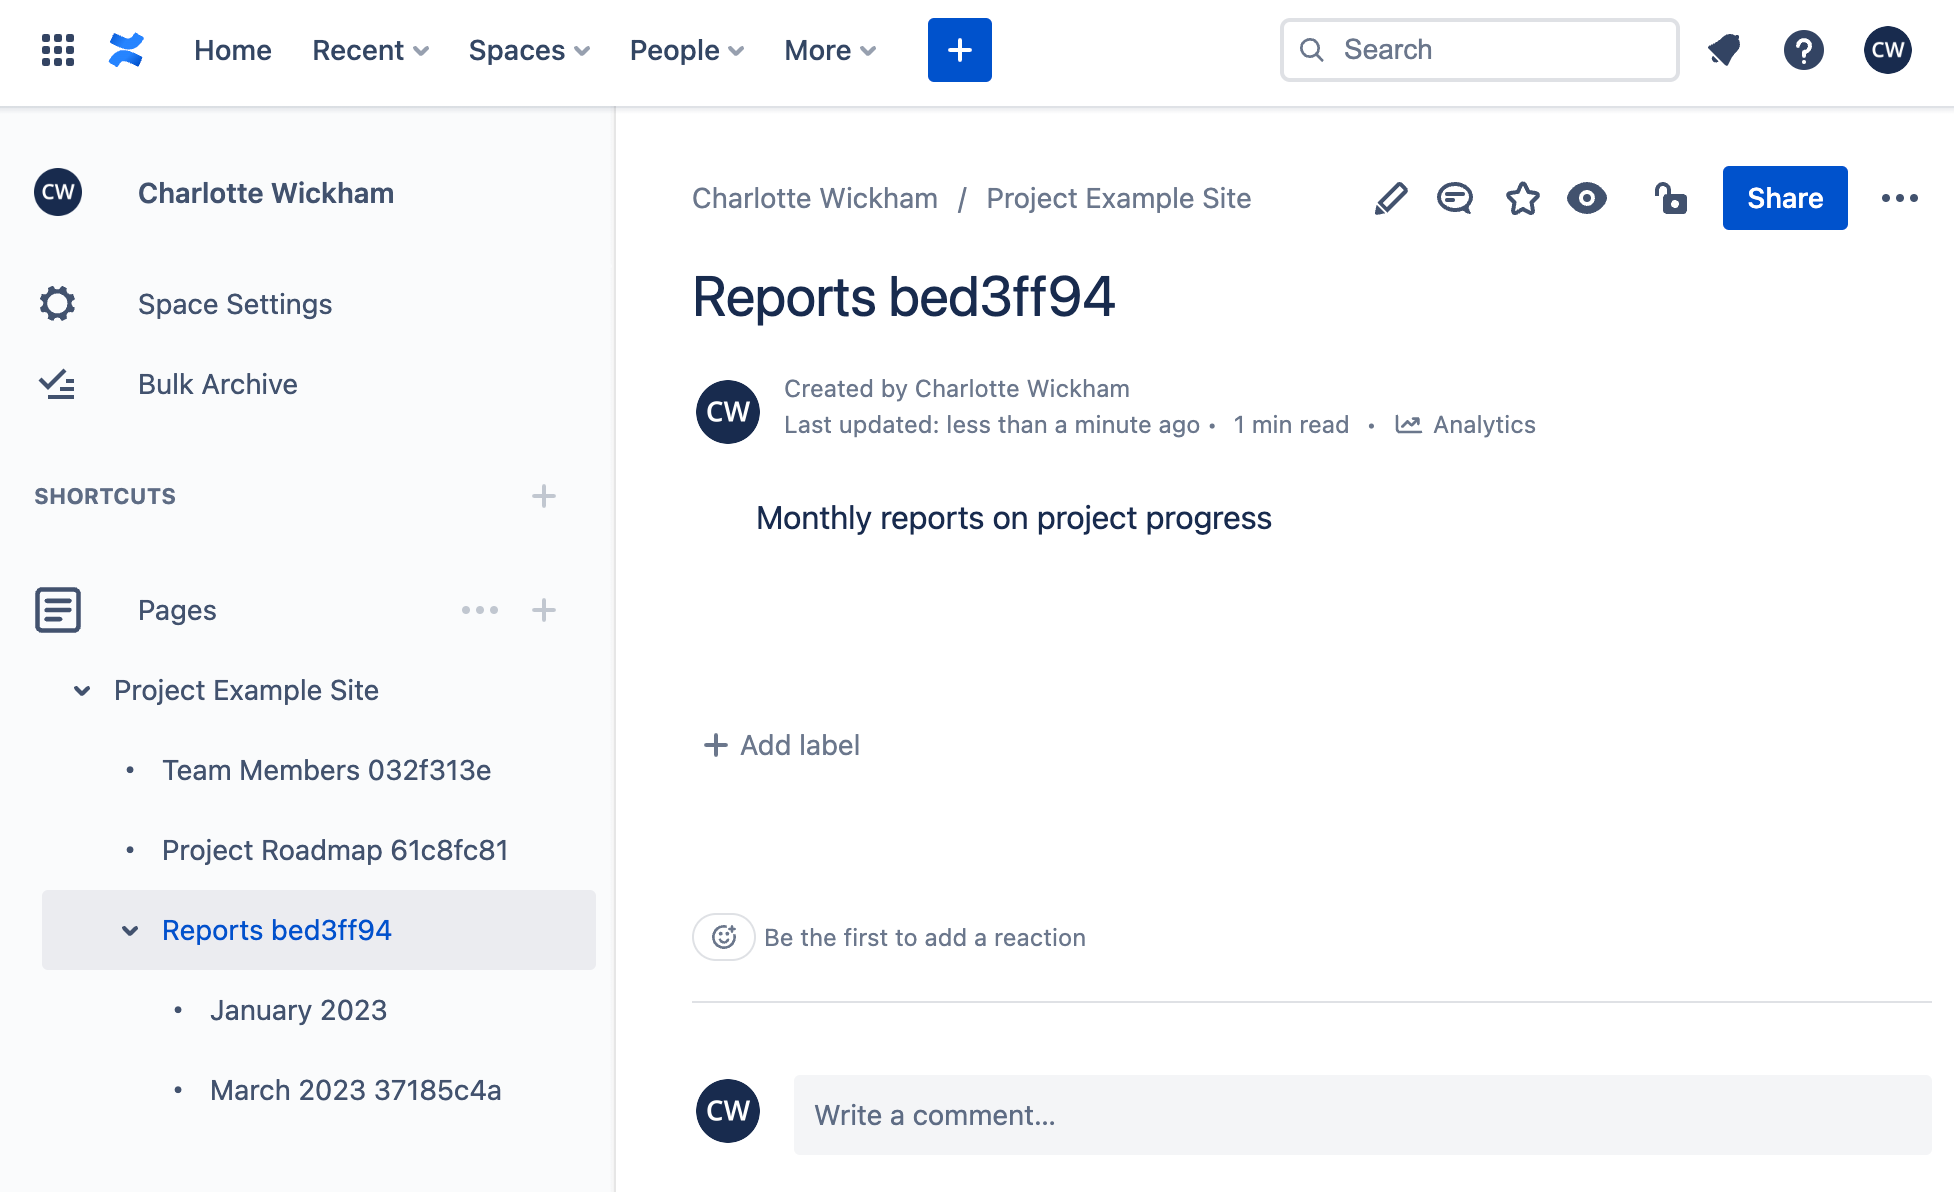 Home Recent Spaces People More + Search ? CW
CW Charlotte Wickham
Space Settings
Bulk Archive
SHORTCUTS
Pages
Project Example Site
• Team Members 032f313e
• Project Roadmap 61c8fc81
Reports bed3ff94
• January 2023
• March 2023 37185c4a
Charlotte Wickham / Project Example Site Share
Reports bed3ff94
CW Created by Charlotte Wickham
Last updated: less than a minute ago • 1 min read • Analytics
Monthly reports on project progress
+ Add label
Be the first to add a reaction
CW Write a comment...